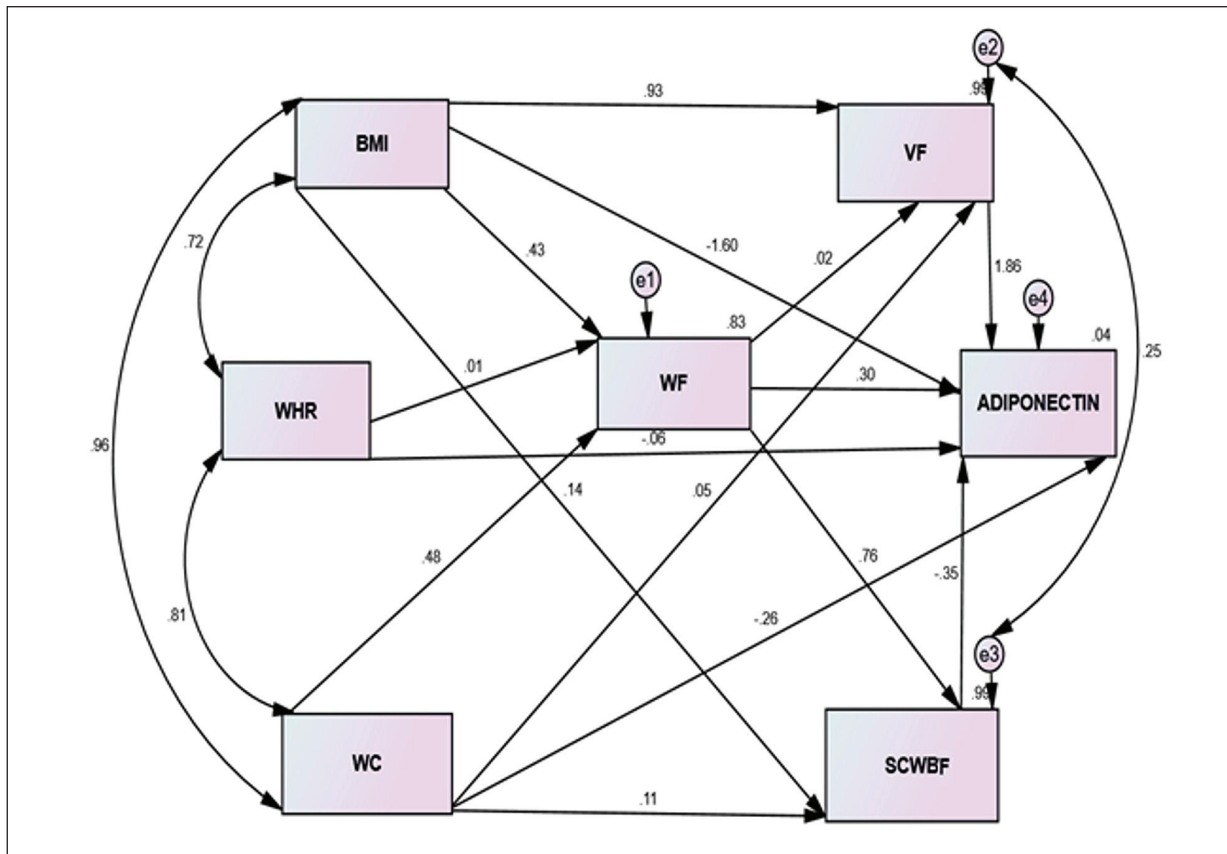 e2
.99
.93
BMI
VF
.72
.43
-1.60
.02
1.86
e1
e4
.83
.04
.25
.01
WF
.30
ADIPONECTIN
WHR
-.06
.96
.14
.05
.48
.76
-.35
.81
-.26
e3
.99
WC
SCWBF
.11